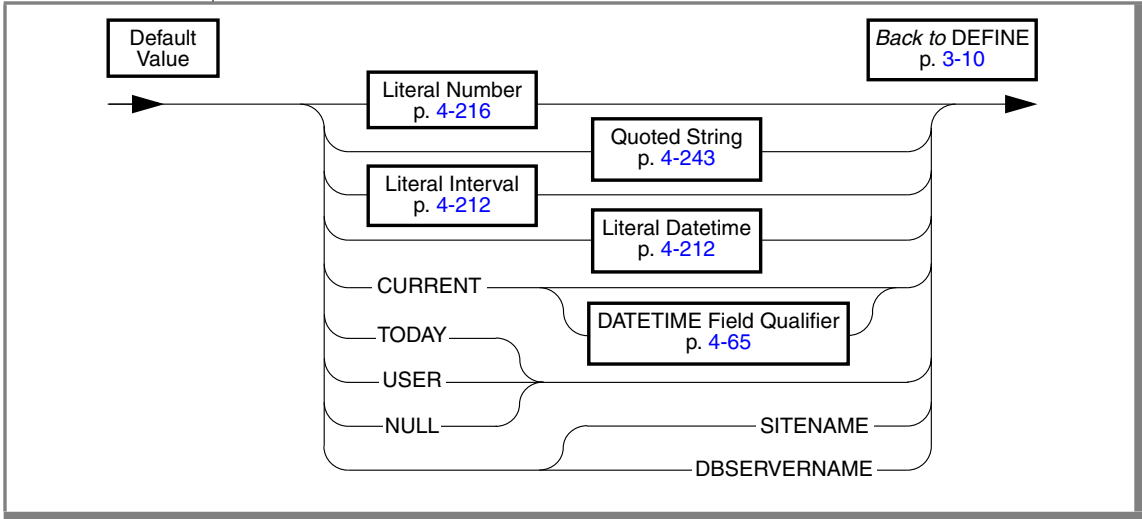 Default
Value
Back to DEFINE
p. 3-10
Literal Number
p. 4-216
Quoted String
p. 4-243
Literal Interval
p. 4-212
Literal Datetime
p. 4-212
CURRENT
DATETIME Field Qualifier
p. 4-65
TODAY
USER
NULL
SITENAME
DBSERVERNAME